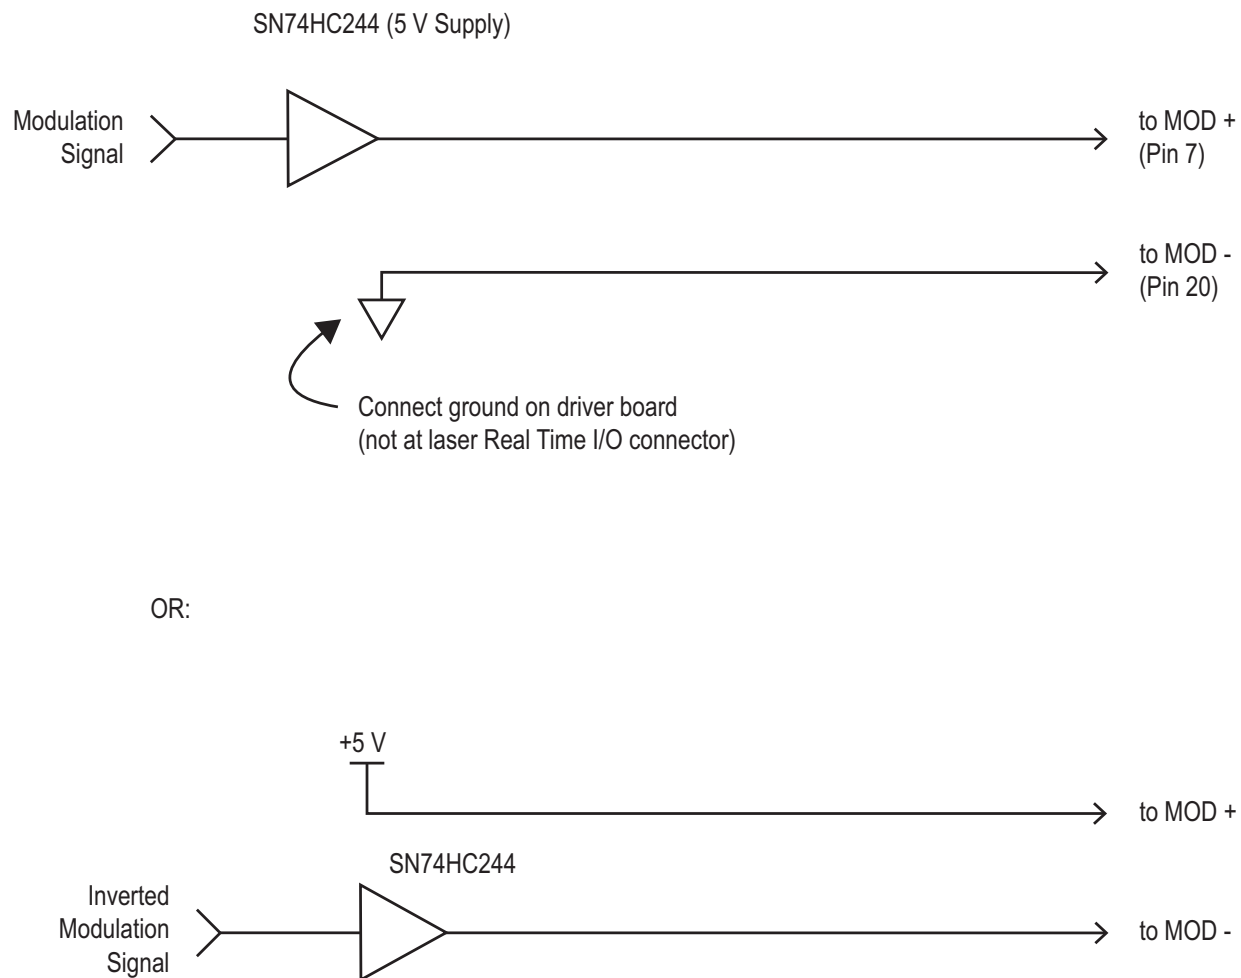 SN74HC244 (5 V Supply)
Modulation
Signal
to MOD +
(Pin 7)
to MOD -
(Pin 20)
Connect ground on driver board
(not at laser Real Time I/O connector)
OR:
+5 V
to MOD +
SN74HC244
Inverted
Modulation
Signal
to MOD -